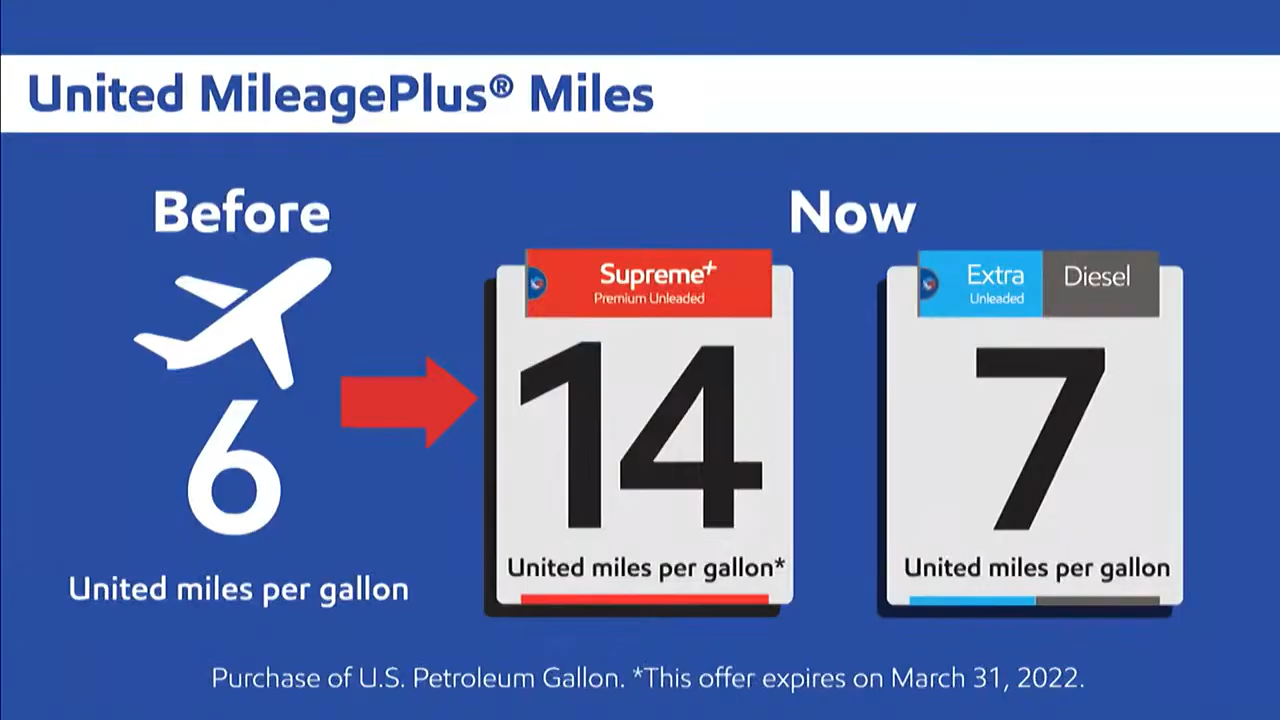 United MileagePlus® Miles
Before
Now
Supreme+
Premium Unleaded
Extra
Unleaded
Diesel
6
14
7
United miles per gallon
United miles per gallon*
United miles per gallon
Purchase of U.S. Petroleum Gallon. *This offer expires on March 31, 2022.